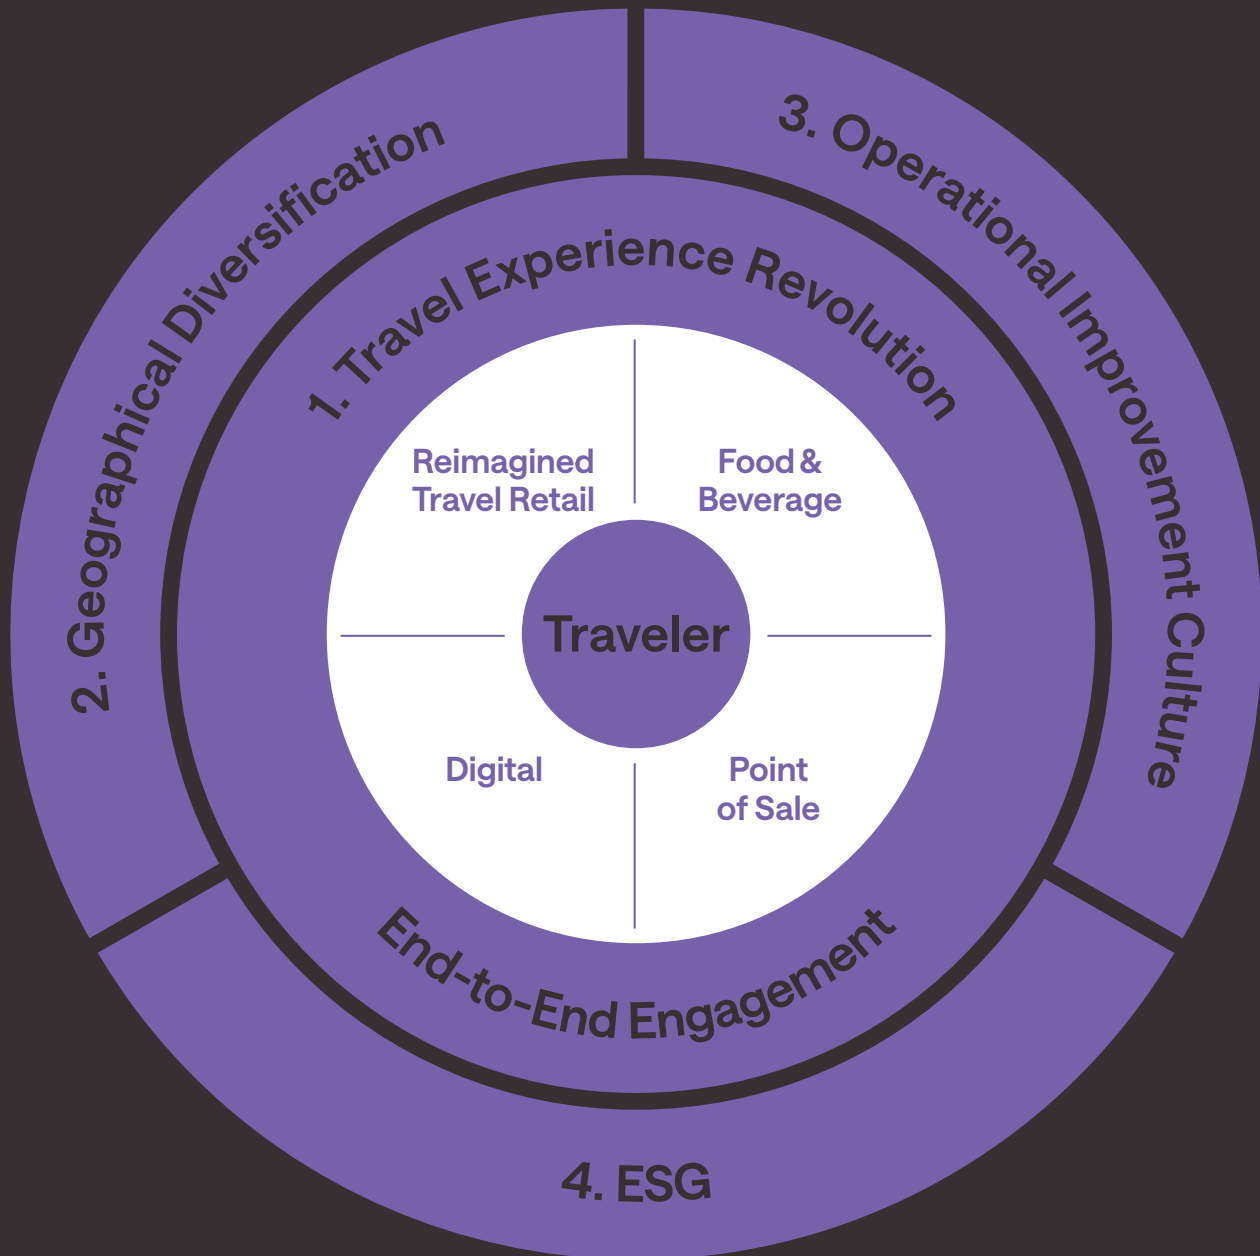 2. Geographical Diversification
3. Operational Improvement Culture
1. Travel Experience Revolution
Reimagined
Travel Retail
Food &
Beverage
Traveler
Digital
Point
of Sale
End-to-End Engagement
4. ESG